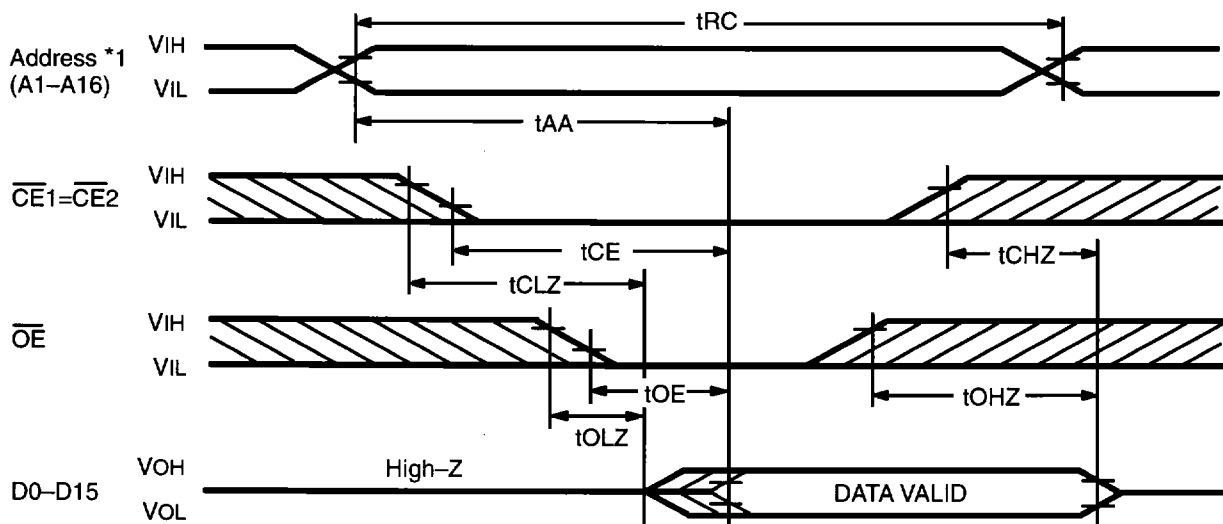 tRC
Address *1
(A1–A16)
VIH
VIL
tAA
CE1=CE2
VIH
VIL
tCE
tCHZ
tCLZ
OE
VIH
VIL
tOE
tOHZ
tOLZ
D0–D15
VOH
VOL
High–Z
DATA VALID